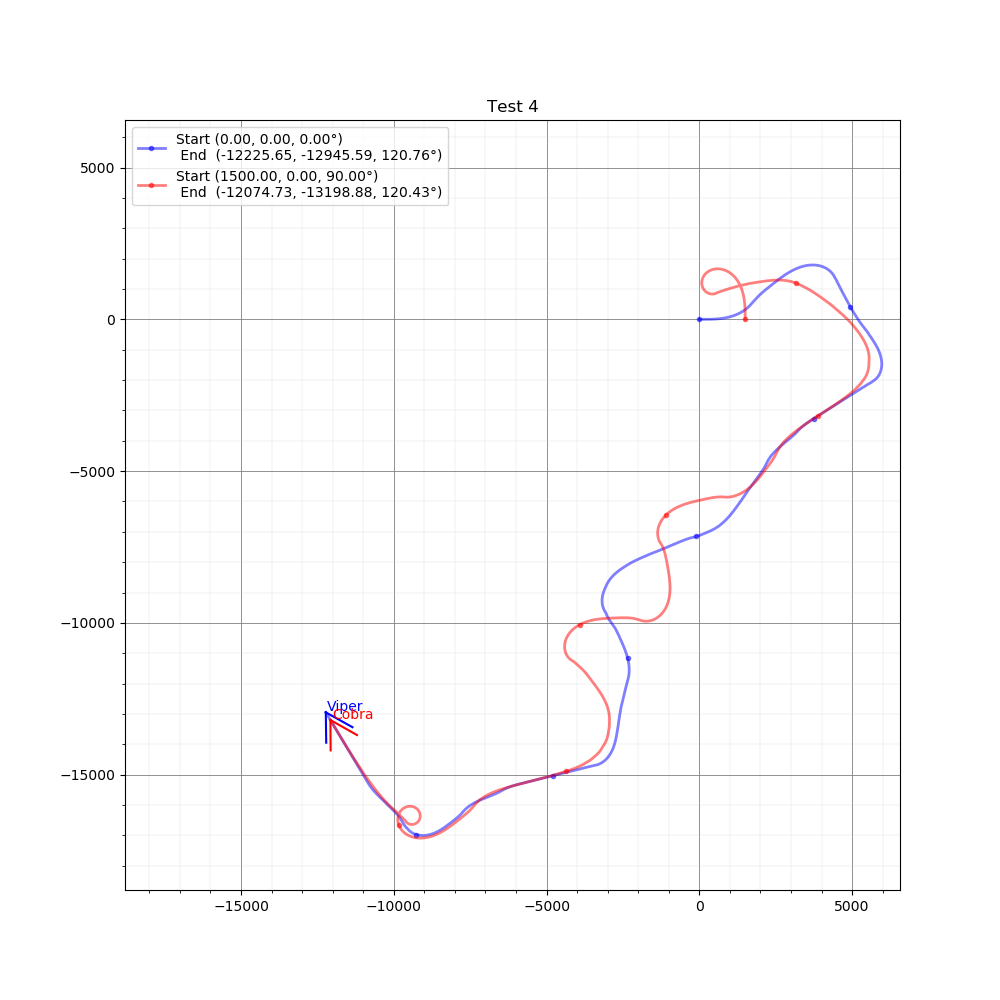 Test 4
Start (0.00, 0.00, 0.00°)
End (-12225.65, -12945.59, 120.76°)
Start (1500.00, 0.00, 90.00°)
End (-12074.73, -13198.88, 120.43°)
5000
0
−5000
−10000
−15000
Viper
Cobra
−15000
−10000
−5000
0
5000